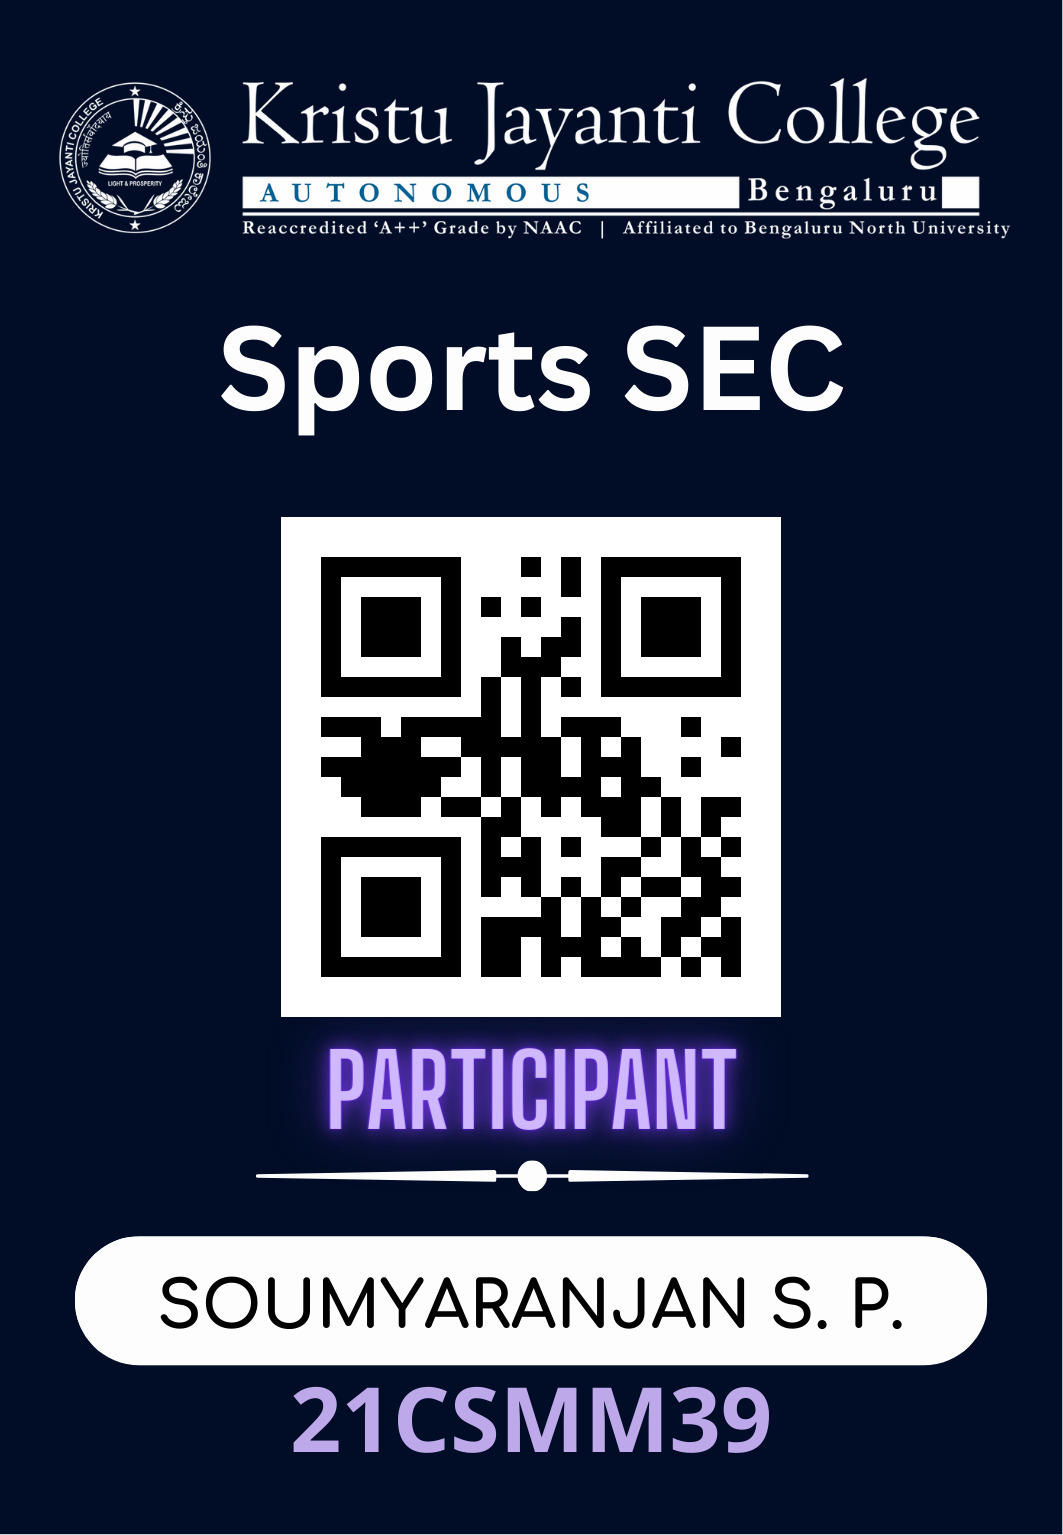 KRISTU JAYANTI COLLEGE
ಕ್ರಿಸ್ತು ಜಯಂತಿ ಕಾಲೇಜು
LIGHT & PROSPERITY
Kristu Jayanti College
AUTONOMOUS Bengaluru
Reaccredited ‘A++’ Grade by NAAC | Affiliated to Bengaluru North University
Sports SEC
PARTICIPANT
SOUMYARANJAN S. P.
21CSMM39